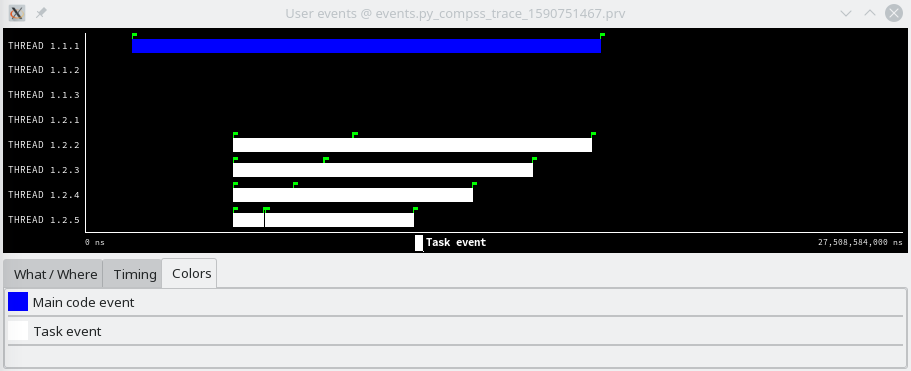 User events @ events.py_compss_trace_1590751467.prv
THREAD 1.1.1
THREAD 1.1.2
THREAD 1.1.3
THREAD 1.2.1
THREAD 1.2.2
THREAD 1.2.3
THREAD 1.2.4
THREAD 1.2.5
0 ns Task event 27,508,584,000 ns
What / Where Timing Colors
Main code event
Task event